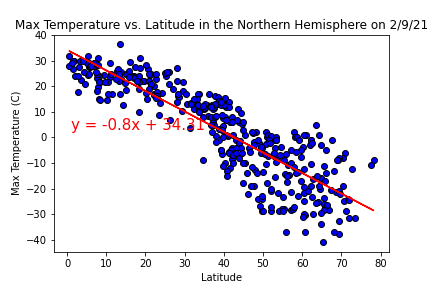 Max Temperature vs. Latitude in the Northern Hemisphere on 2/9/21
Max Temperature (C)
40
30
20
10
0
−10
−20
−30
−40
y = -0.8x + 34.31
0 10 20 30 40 50 60 70 80
Latitude